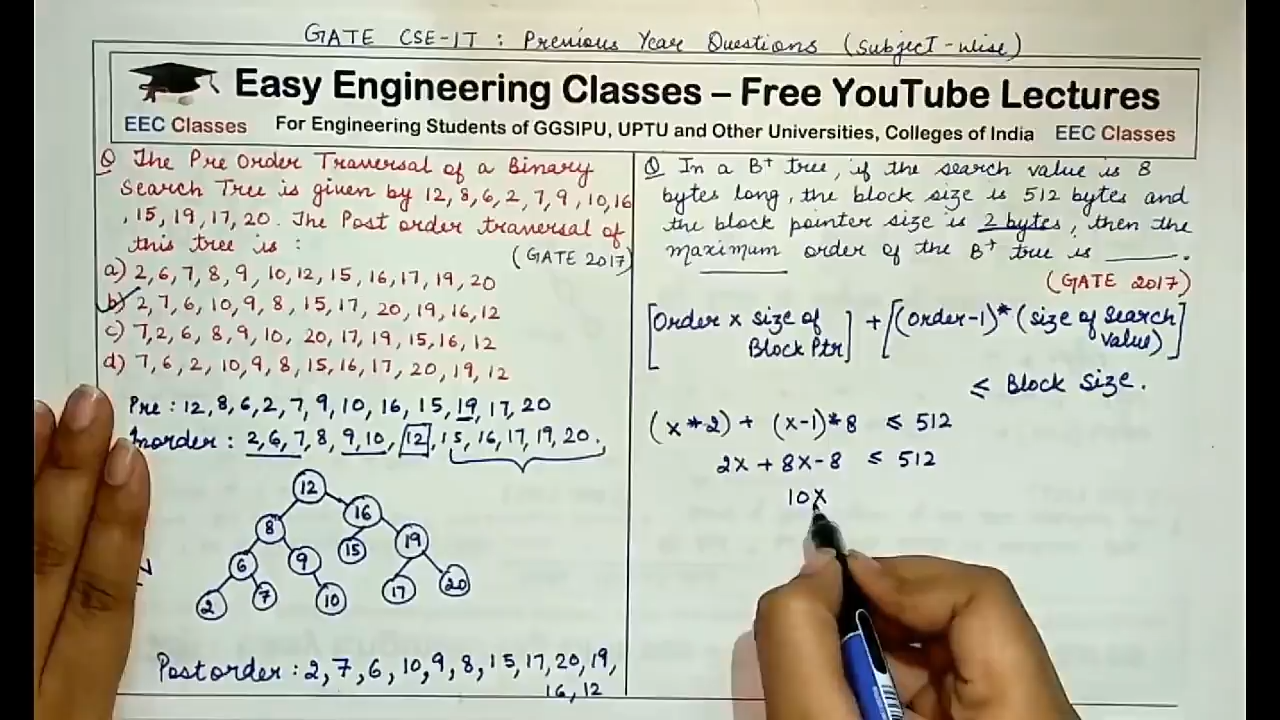 GATE CSE-IT : Previous Year Questions (Subject-wise)
Easy Engineering Classes – Free YouTube Lectures
EEC Classes For Engineering Students of GGSIPU, UPTU and Other Universities, Colleges of India EEC Classes
Q The Pre Order Traversal of a Binary
Search Tree is given by 12, 8, 6, 2, 7, 9, 10, 16
, 15, 19, 17, 20. The Post order traversal of
this tree is :
(GATE 2017)
a) 2, 6, 7, 8, 9, 10, 12, 15, 16, 17, 19, 20
b) 2, 7, 6, 10, 9, 8, 15, 17, 20, 19, 16, 12
c) 7, 2, 6, 8, 9, 10, 20, 17, 19, 15, 16, 12
d) 7, 6, 2, 10, 9, 8, 15, 16, 17, 20, 19, 12
Pre : 12, 8, 6, 2, 7, 9, 10, 16, 15, 19, 17, 20
Inorder : 2, 6, 7, 8, 9, 10, 12, 15, 16, 17, 19, 20.
12
8 16
6 9 15 19
2 7 10 17 20
Post order : 2, 7, 6, 10, 9, 8, 15, 17, 20, 19,
16, 12
Q In a B+ tree, if the search value is 8
bytes long, the block size is 512 bytes and
the block pointer size is 2 bytes, then the
maximum order of the B+ tree is ______.
(GATE 2017)
[Order x size of Block Ptr] + [(order-1)* (size of Search value)]
≤ Block size.
(x * 2) + (x-1)* 8 ≤ 512
2x + 8x - 8 ≤ 512
10x